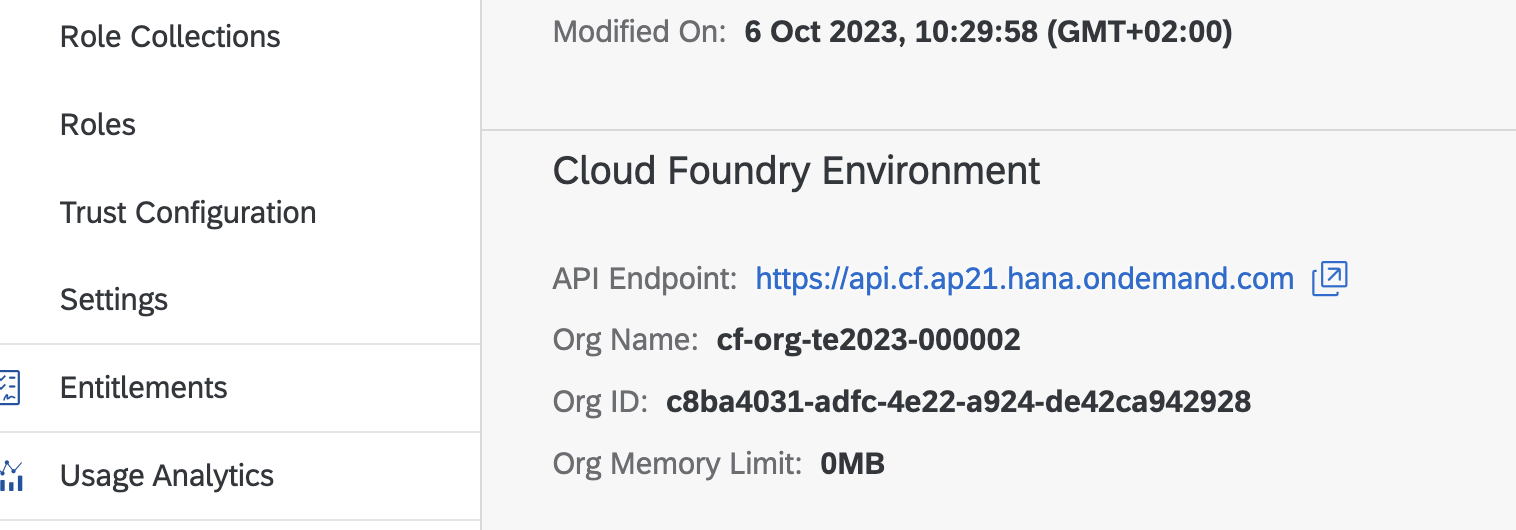 Role Collections
Roles
Trust Configuration
Settings
Entitlements
Usage Analytics
Modified On: 6 Oct 2023, 10:29:58 (GMT+02:00)
Cloud Foundry Environment
API Endpoint: https://api.cf.ap21.hana.ondemand.com
Org Name: cf-org-te2023-000002
Org ID: c8ba4031-adfc-4e22-a924-de42ca942928
Org Memory Limit: 0MB